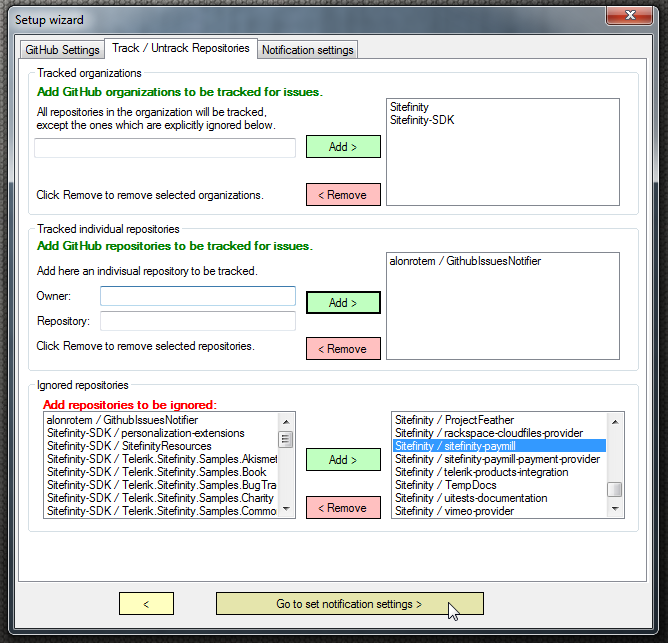 Setup wizard
GitHub Settings
Track / Untrack Repositories
Notification settings
Tracked organizations
Add GitHub organizations to be tracked for issues.
All repositories in the organization will be tracked,
except the ones which are explicitly ignored below.
Add >
Sitefinity
Sitefinity-SDK
Click Remove to remove selected organizations.
< Remove
Tracked individual repositories
Add GitHub repositories to be tracked for issues.
Add here an indivisual repository to be tracked.
Owner:
Repository:
Add >
alonrotem / GithubIssuesNotifier
Click Remove to remove selected repositories.
< Remove
Ignored repositories
Add repositories to be ignored:
alonrotem / GithubIssuesNotifier
Sitefinity-SDK / personalization-extensions
Sitefinity-SDK / SitefinityResources
Sitefinity-SDK / Telerik.Sitefinity.Samples.Akismet
Sitefinity-SDK / Telerik.Sitefinity.Samples.Book
Sitefinity-SDK / Telerik.Sitefinity.Samples.BugTra
Sitefinity-SDK / Telerik.Sitefinity.Samples.Charity
Sitefinity-SDK / Telerik.Sitefinity.Samples.Commo
Add >
< Remove
Sitefinity / ProjectFeather
Sitefinity / rackspace-cloudfiles-provider
Sitefinity / sitefinity-paymill
Sitefinity / sitefinity-paymill-payment-provider
Sitefinity / telerik-products-integration
Sitefinity / TempDocs
Sitefinity / uitests-documentation
Sitefinity / vimeo-provider
<
Go to set notification settings >